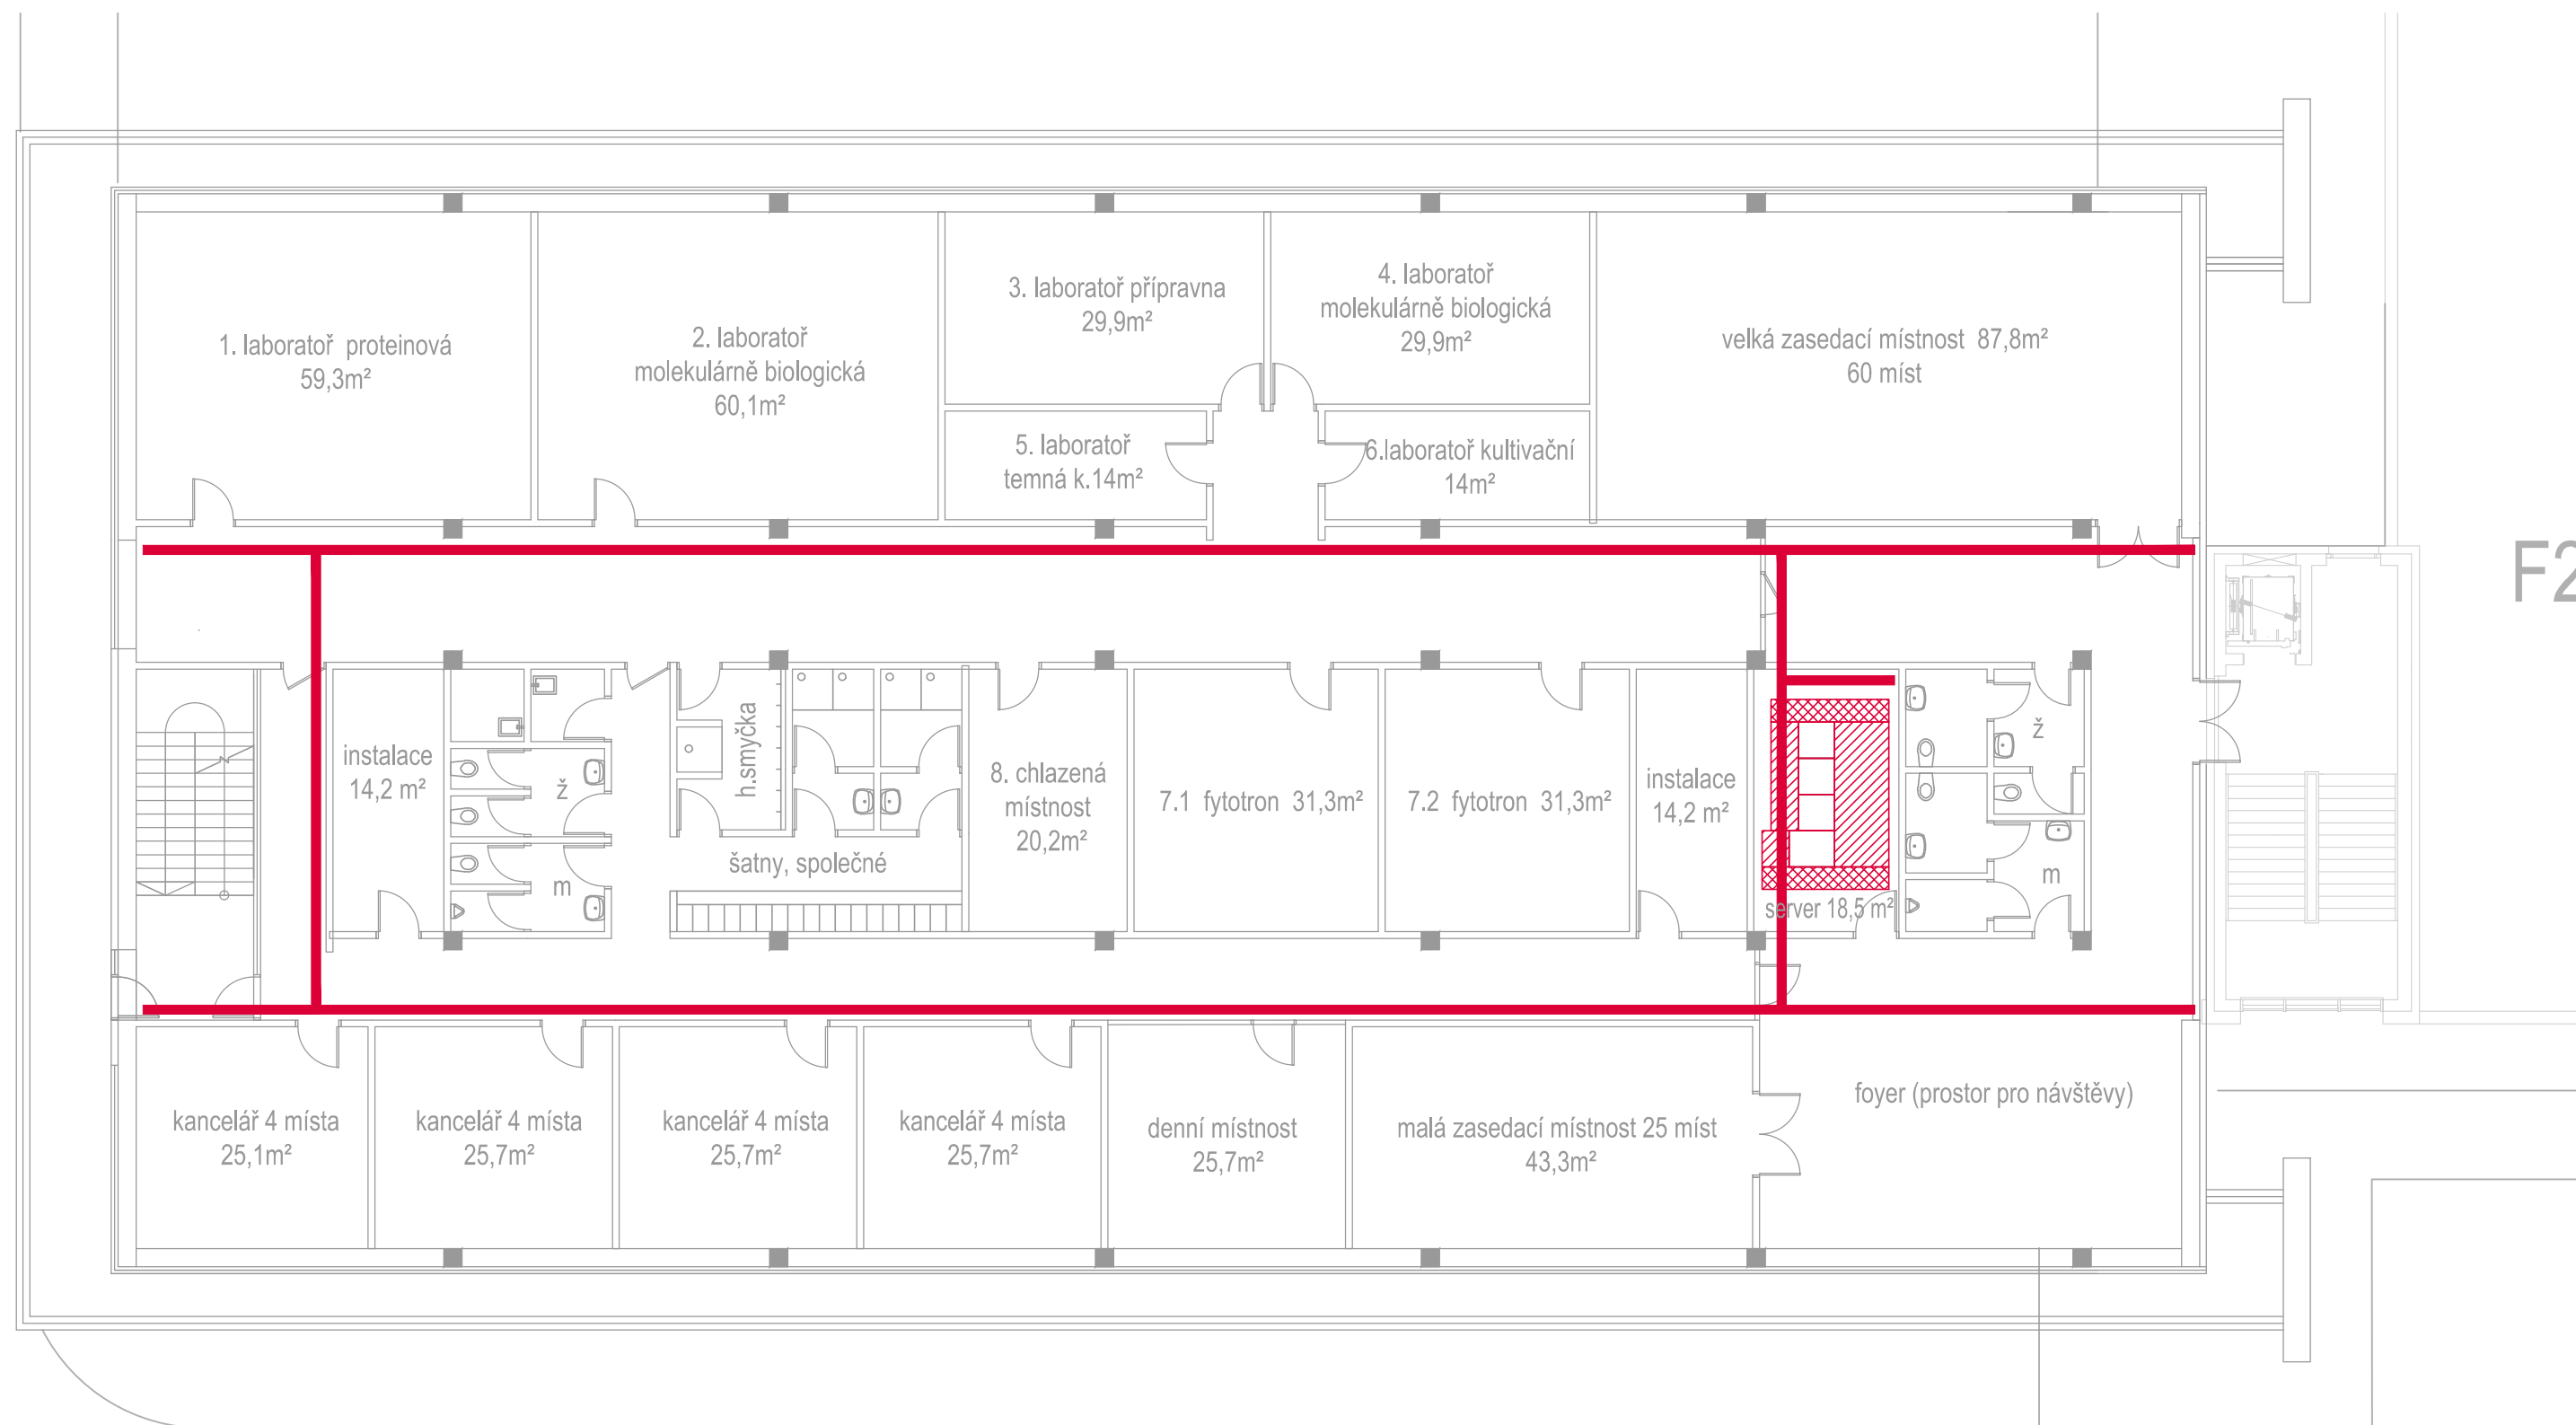 1. laboratoř proteinová
59,3m²
2. laboratoř
molekulárně biologická
60,1m²
3. laboratoř přípravna
29,9m²
4. laboratoř
molekulárně biologická
29,9m²
velká zasedací místnost 87,8m²
60 míst
5. laboratoř
temná k.14m²
6.laboratoř kultivační
14m²
F2
instalace
14,2 m²
ž
m
h.smyčka
šatny, společné
8. chlazená
místnost
20,2m²
7.1 fytotron 31,3m²
7.2 fytotron 31,3m²
instalace
14,2 m²
server 18,5 m²
ž
m
kancelář 4 místa
25,1m²
kancelář 4 místa
25,7m²
kancelář 4 místa
25,7m²
kancelář 4 místa
25,7m²
denní místnost
25,7m²
malá zasedací místnost 25 míst
43,3m²
foyer (prostor pro návštěvy)